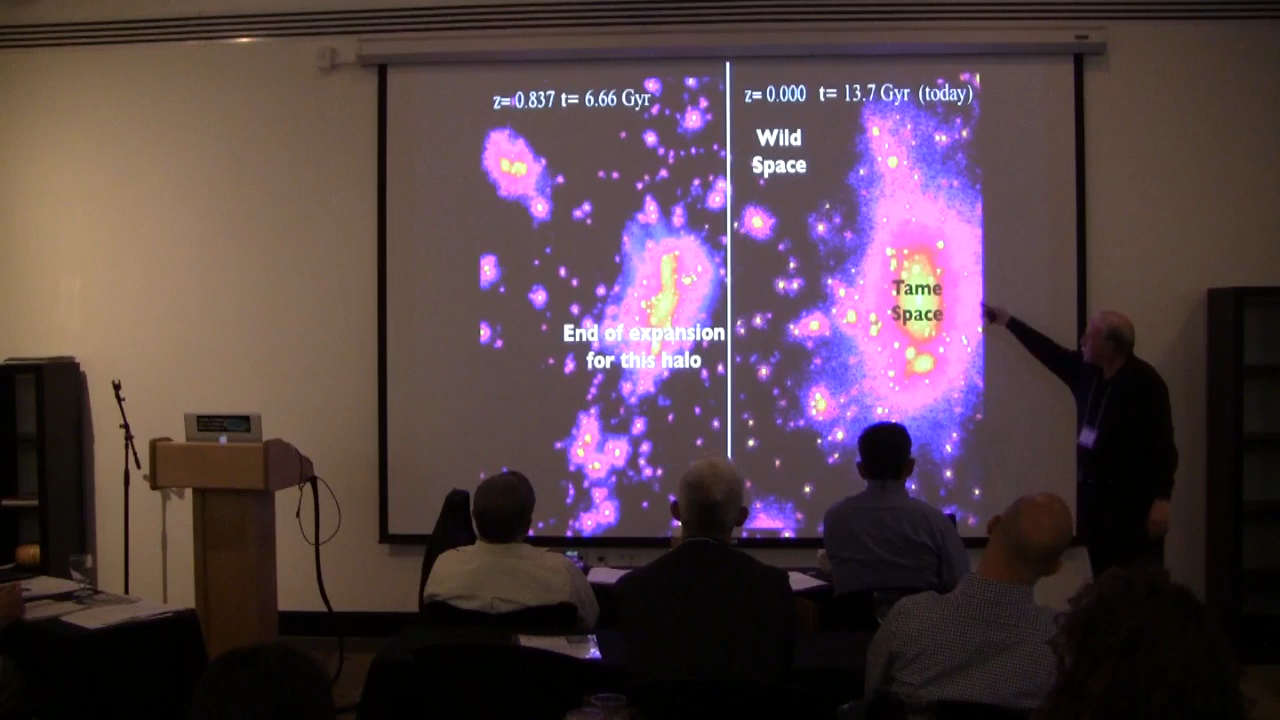 z= 0.837 t= 6.66 Gyr
End of expansion
for this halo
z= 0.000 t= 13.7 Gyr (today)
Wild
Space
Tame
Space